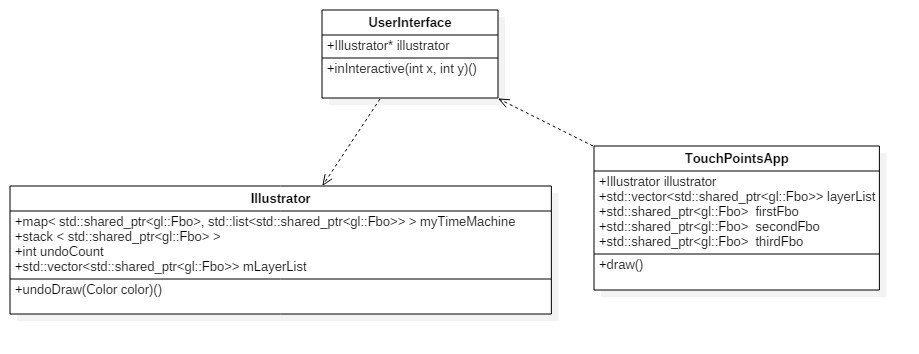 UserInterface
+Illustrator* illustrator
+inInteractive(int x, int y)()
TouchPointsApp
+Illustrator illustrator
+std::vector<std::shared_ptr<gl::Fbo>> layerList
+std::shared_ptr<gl::Fbo> firstFbo
+std::shared_ptr<gl::Fbo> secondFbo
+std::shared_ptr<gl::Fbo> thirdFbo
+draw()
Illustrator
+map< std::shared_ptr<gl::Fbo>, std::list<std::shared_ptr<gl::Fbo>> > myTimeMachine
+stack < std::shared_ptr<gl::Fbo> >
+int undoCount
+std::vector<std::shared_ptr<gl::Fbo>> mLayerList
+undoDraw(Color color)()